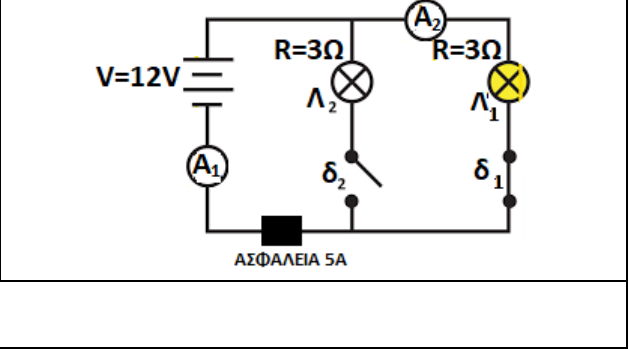 A₂
R=3Ω R=3Ω
V=12V
Λ₂ Λ₁
A₁
δ₂ δ₁
ΑΣΦΑΛΕΙΑ 5Α